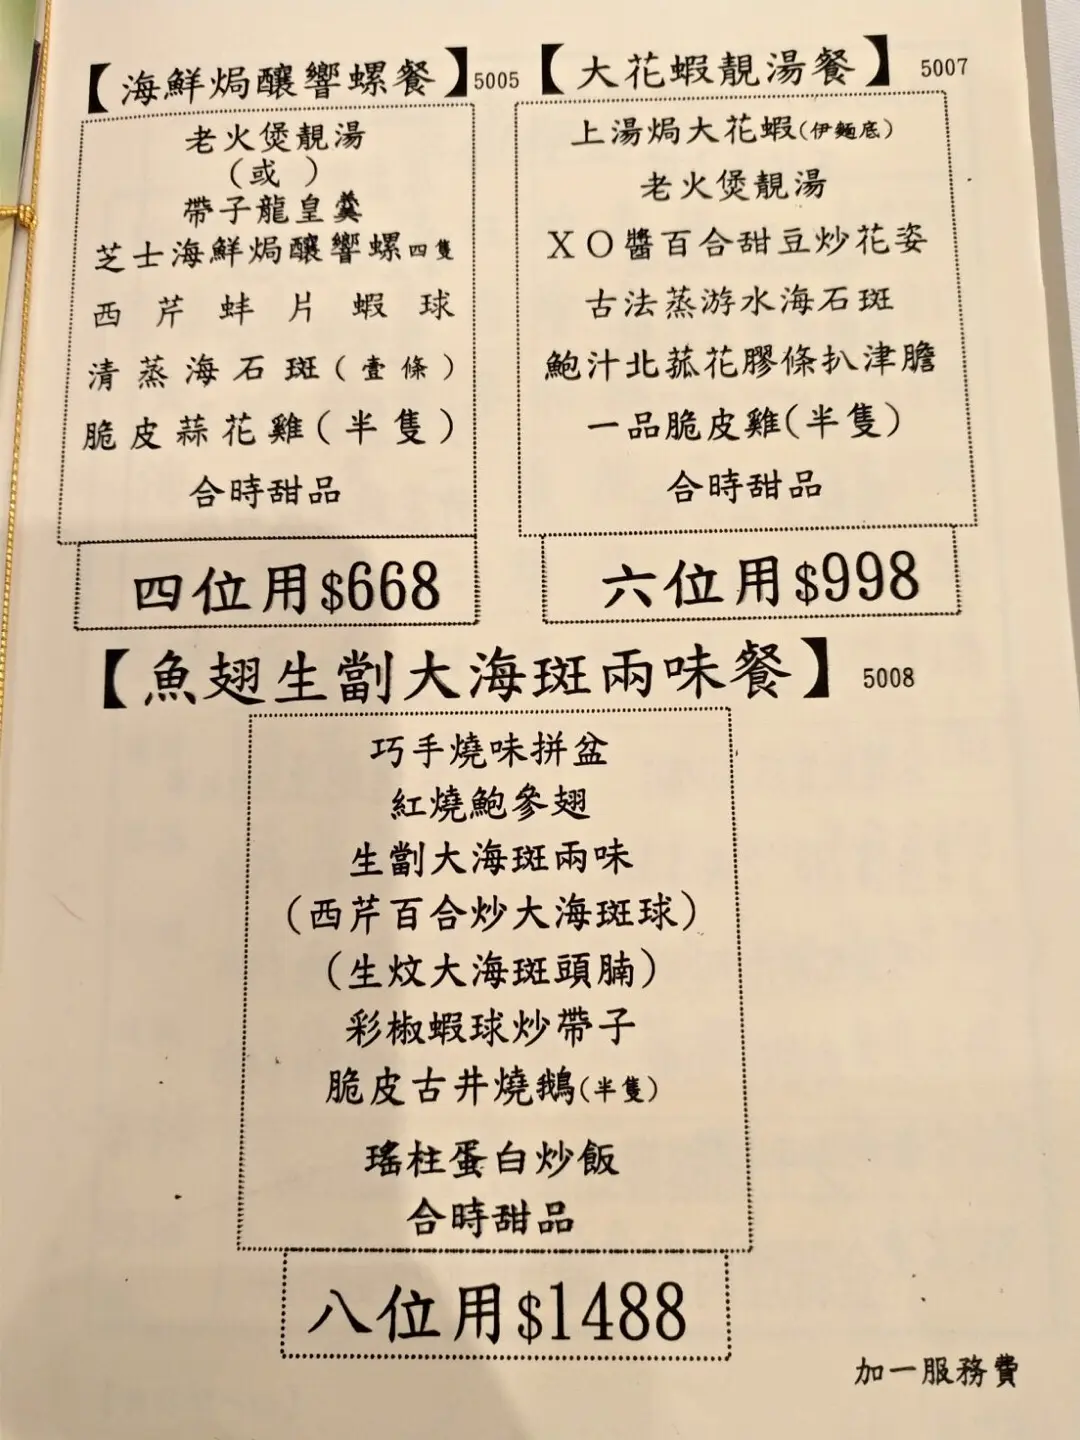 【海鮮焗釀響螺餐】5005
老火煲靚湯
(或)
帶子龍皇羹
芝士海鮮焗釀響螺四隻
西芹蚌片蝦球
清蒸海石斑(壹條)
脆皮蒜花雞(半隻)
合時甜品
四位用$668
【大花蝦靚湯餐】5007
上湯焗大花蝦(伊麵底)
老火煲靚湯
XO醬百合甜豆炒花姿
古法蒸游水海石斑
鮑汁北菰花膠條扒津膽
一品脆皮雞(半隻)
合時甜品
六位用$998
【魚翅生劏大海斑兩味餐】5008
巧手燒味拼盆
紅燒鮑參翅
生劏大海斑兩味
(西芹百合炒大海斑球)
(生炆大海斑頭腩)
彩椒蝦球炒帶子
脆皮古井燒鵝(半隻)
瑤柱蛋白炒飯
合時甜品
八位用$1488
加一服務費